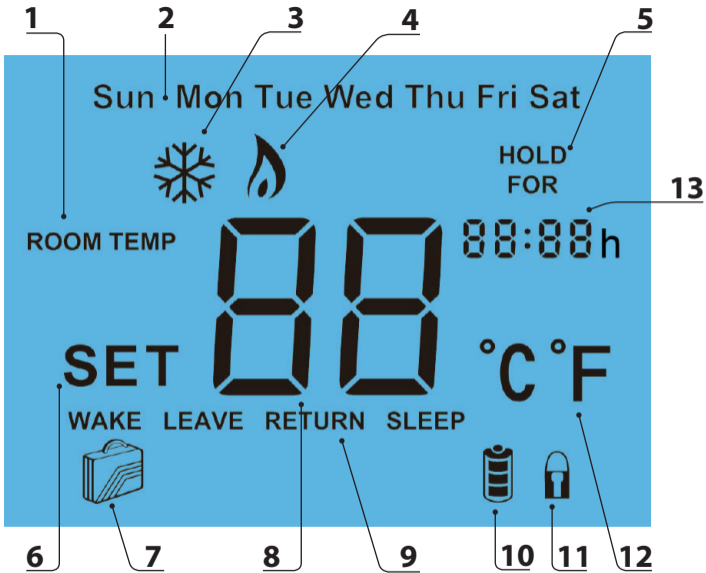 1 2 3 4 5
Sun Mon Tue Wed Thu Fri Sat
HOLD
FOR
13
ROOM TEMP 88 88:88h
SET °C °F
WAKE LEAVE RETURN SLEEP
6 7 8 9 10 11 12